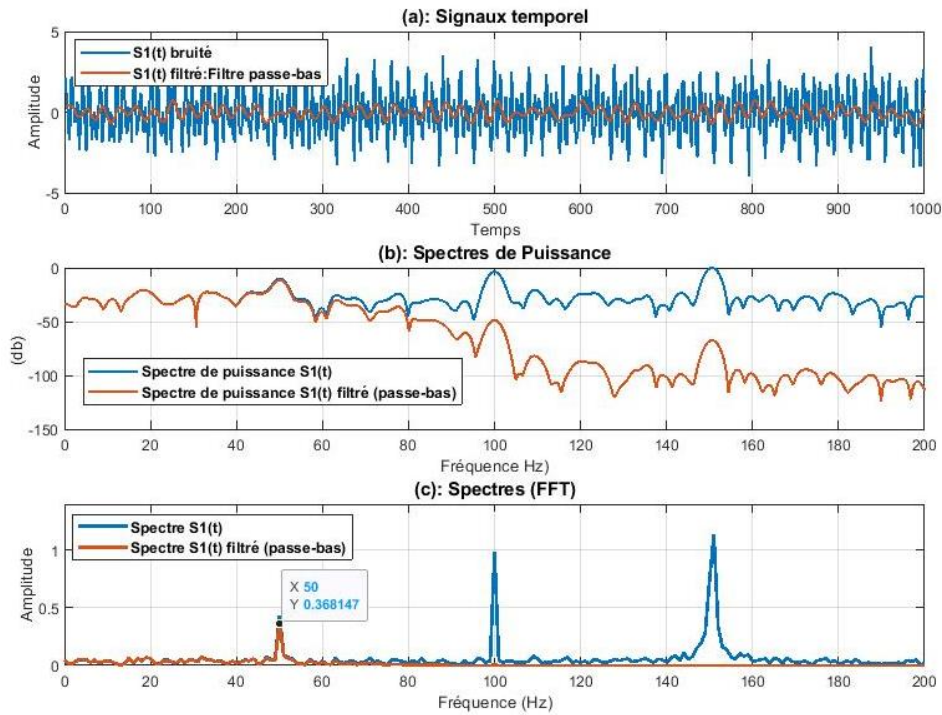 (a): Signaux temporel
5
S1(t) bruité
S1(t) filtré:Filtre passe-bas
Amplitude
0
-5
0 100 200 300 400 500 600 700 800 900 1000
Temps
(b): Spectres de Puissance
0
-50
(db)
Spectre de puissance S1(t)
Spectre de puissance S1(t) filtré (passe-bas)
-100
-150
0 20 40 60 80 100 120 140 160 180 200
Fréquence Hz)
(c): Spectres (FFT)
Spectre S1(t)
Spectre S1(t) filtré (passe-bas)
1
Amplitude
X 50
Y 0.368147
0.5
0
0 20 40 60 80 100 120 140 160 180 200
Fréquence (Hz)